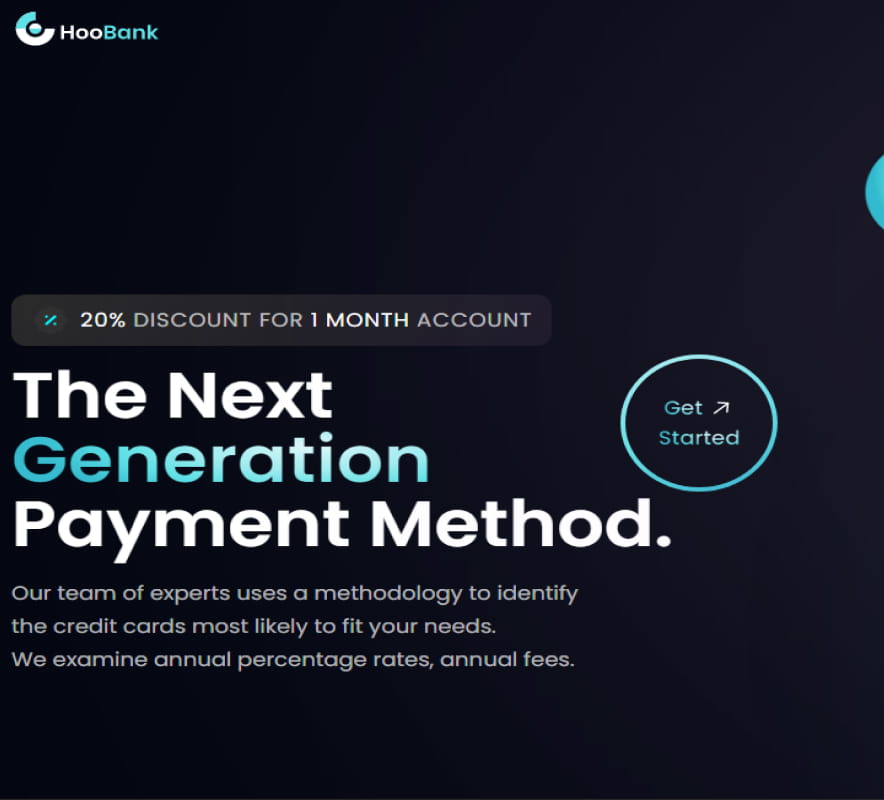 HooBank
20% DISCOUNT FOR 1 MONTH ACCOUNT
The Next
Generation
Payment Method.
Get
Started
Our team of experts uses a methodology to identify
the credit cards most likely to fit your needs.
We examine annual percentage rates, annual fees.